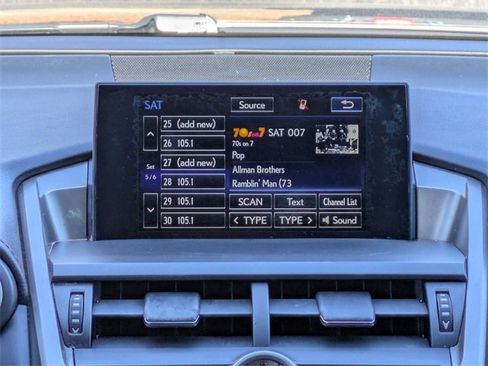 SAT
Source
25 (add new)
26 105.1
27 (add new)
28 105.1
29 105.1
30 105.1
Set
5/6
70s on 7 SAT 007
70s on 7
Pop
Allman Brothers
Ramblin' Man (73
SCAN Text Channel List
< TYPE TYPE > Sound